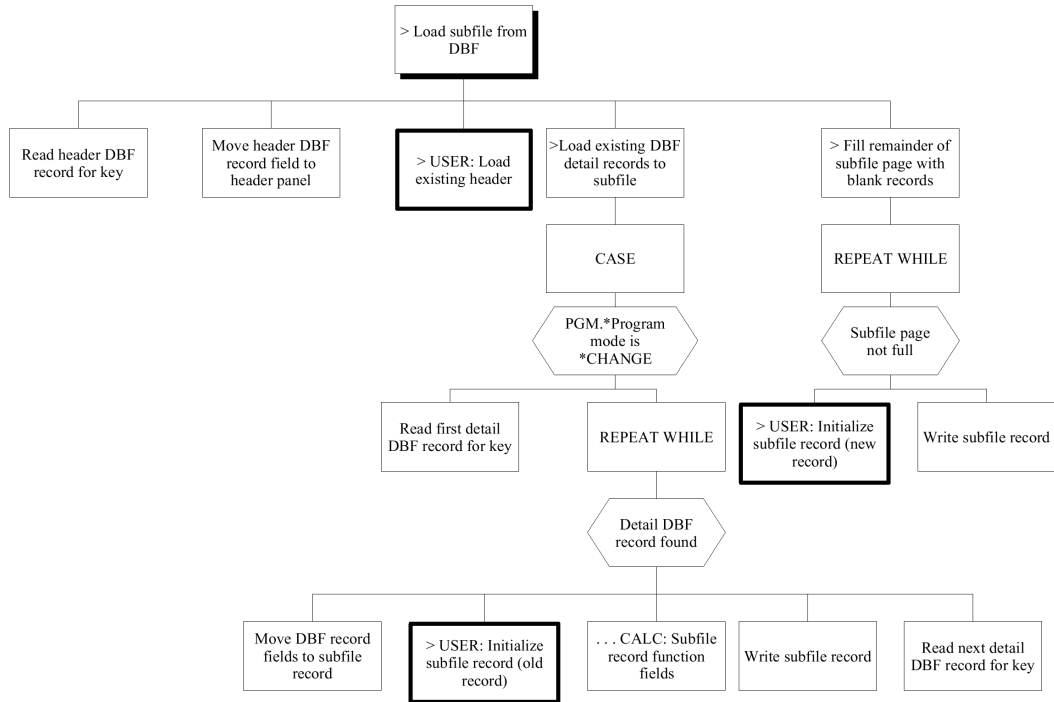 > Load subfile from
DBF
Read header DBF
record for key
Move header DBF
record field to
header panel
> USER: Load
existing header
>Load existing DBF
detail records to
subfile
> Fill remainder of
subfile page with
blank records
CASE
REPEAT WHILE
PGM.*Program
mode is
*CHANGE
Subfile page
not full
Read first detail
DBF record for key
REPEAT WHILE
> USER: Initialize
subfile record (new
record)
Write subfile record
Detail DBF
record found
Move DBF record
fields to subfile
record
> USER: Initialize
subfile record (old
record)
. . . CALC: Subfile
record function
fields
Write subfile record
Read next detail
DBF record for key